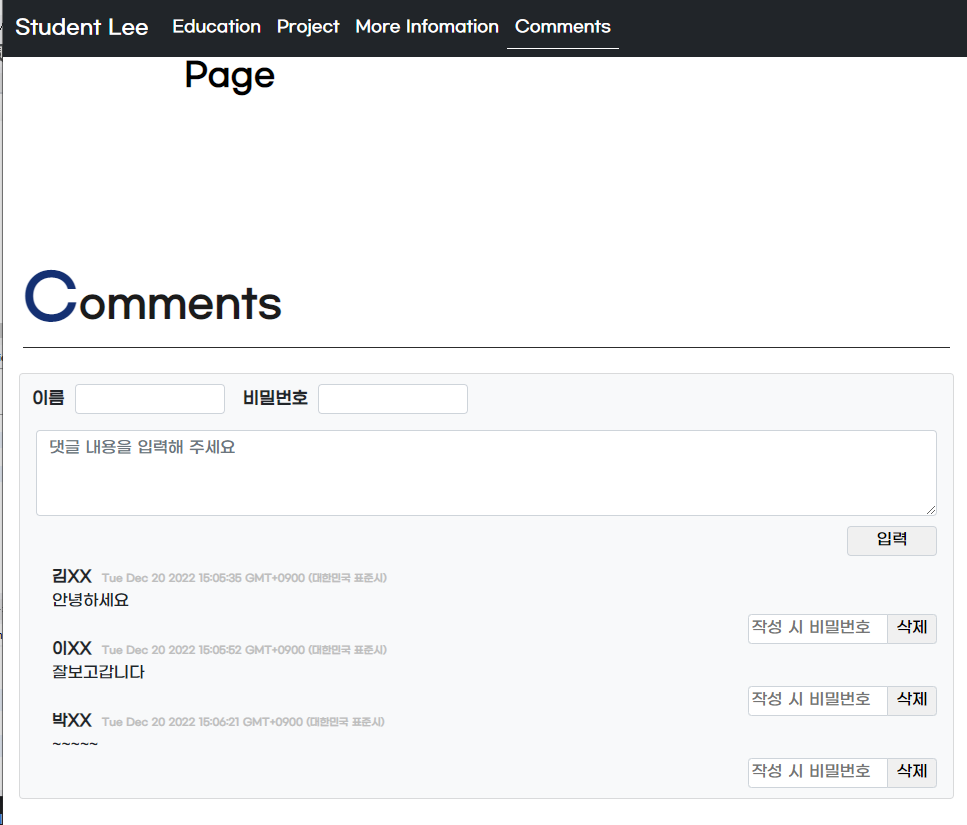 Student Lee Education Project More Infomation Comments
Page
Comments
이름 비밀번호
댓글 내용을 입력해 주세요
입력
김XX Tue Dec 20 2022 15:05:35 GMT+0900 (대한민국 표준시)
안녕하세요
작성 시 비밀번호 삭제
이XX Tue Dec 20 2022 15:05:52 GMT+0900 (대한민국 표준시)
잘보고갑니다
작성 시 비밀번호 삭제
박XX Tue Dec 20 2022 15:06:21 GMT+0900 (대한민국 표준시)
~~~~~
작성 시 비밀번호 삭제